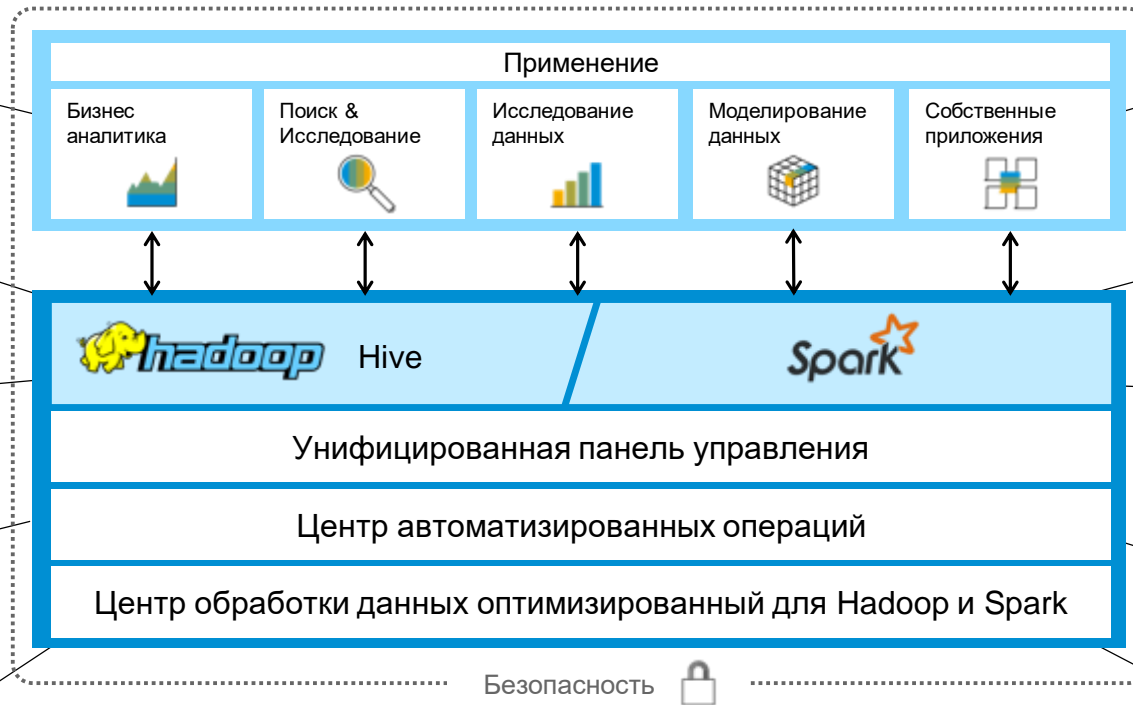 Применение
Бизнес
аналитика
Поиск &
Исследование
Исследование
данных
Моделирование
данных
Собственные
приложения
hadoop Hive
Spark
Унифицированная панель управления
Центр автоматизированных операций
Центр обработки данных оптимизированный для Hadoop и Spark
Безопасность